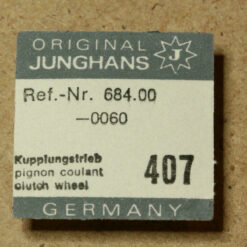 ORIGINAL
JUNGHANS J
Ref.-Nr. 684.00
—0060
Kupplungstrieb
pignon coulant
clutch wheel
407
GERMANY